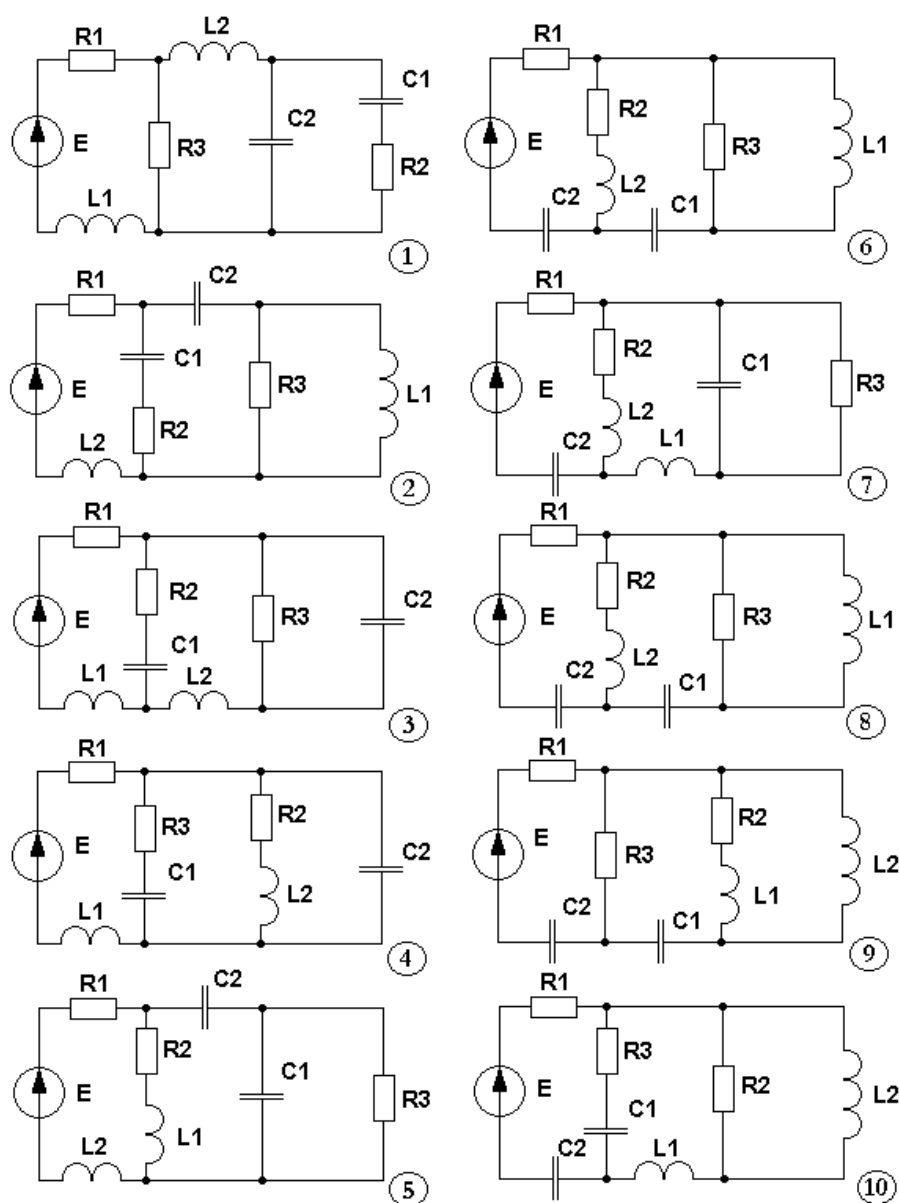 R1 L2 C1
E R3 C2 R2
L1
1
R1
E R2 R3 L1
C2 L2 C1
6
R1 C2
E C1 R3 L1
L2 R2
2
R1
E R2 C1 R3
C2 L2 L1
7
R1
E R2 R3 C2
L1 C1 L2
3
R1
E R2 R3 L1
C2 L2 C1
8
R1
E R3 R2 C2
L1 C1 L2
4
R1
E R3 R2 L2
C2 C1 L1
9
R1 C2
E R2 C1 R3
L2 L1
5
R1
E R3 R2 L2
C2 C1 L1
10